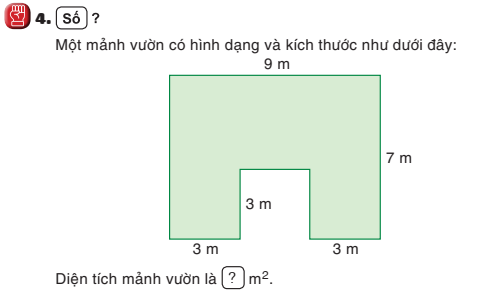 4. Số ?
Một mảnh vườn có hình dạng và kích thước như dưới đây:
9 m
7 m
3 m
3 m
3 m
Diện tích mảnh vườn là ? m².